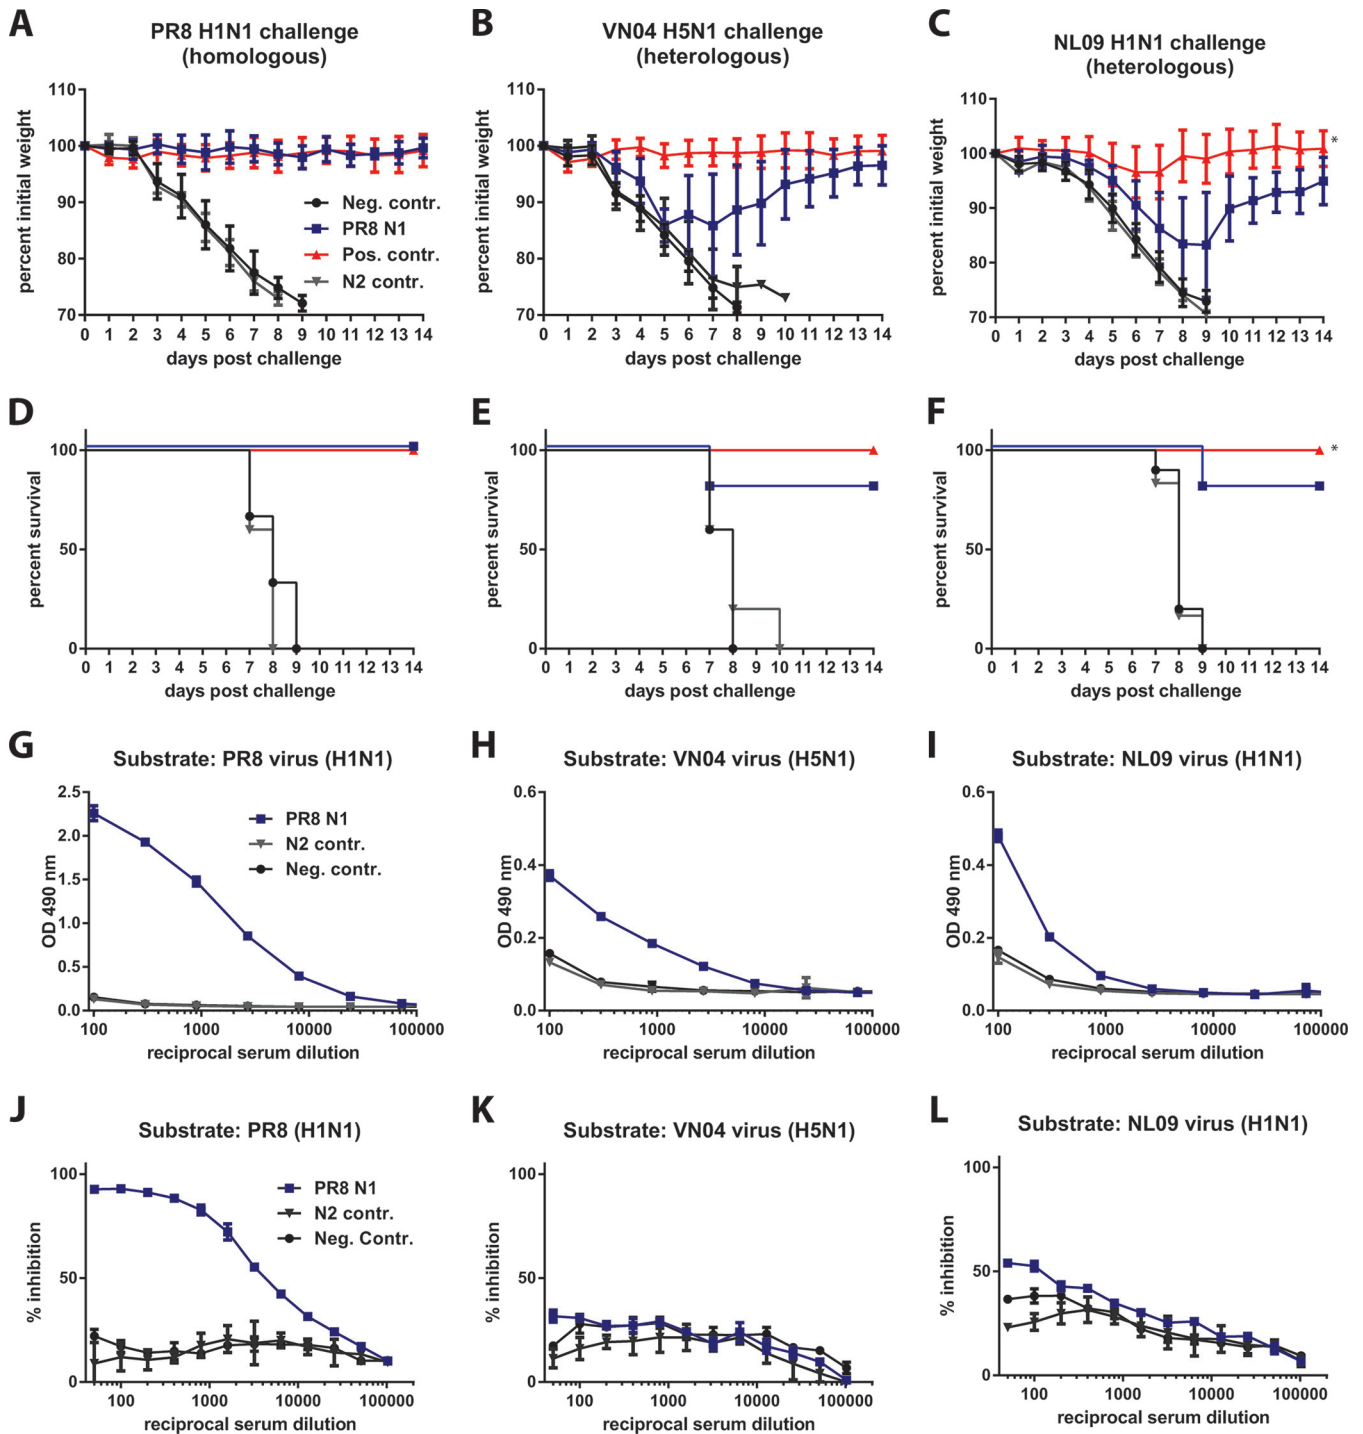 A
PR8 H1N1 challenge
(homologous)
percent initial weight
110
100
90
80
70
Neg. contr.
PR8 N1
Pos. contr.
N2 contr.
0 1 2 3 4 5 6 7 8 9 10 11 12 13 14
days post challenge
B
VN04 H5N1 challenge
(heterologous)
percent initial weight
110
100
90
80
70
0 1 2 3 4 5 6 7 8 9 10 11 12 13 14
days post challenge
C
NL09 H1N1 challenge
(heterologous)
percent initial weight
110
100
90
80
70
*
0 1 2 3 4 5 6 7 8 9 10 11 12 13 14
days post challenge
D
percent survival
100
50
0
0 1 2 3 4 5 6 7 8 9 10 11 12 13 14
days post challenge
E
percent survival
100
50
0
0 1 2 3 4 5 6 7 8 9 10 11 12 13 14
days post challenge
F
percent survival
100
50
0
*
0 1 2 3 4 5 6 7 8 9 10 11 12 13 14
days post challenge
G
Substrate: PR8 virus (H1N1)
OD 490 nm
2.5
2.0
1.5
1.0
0.5
0.0
PR8 N1
N2 contr.
Neg. contr.
100 1000 10000 100000
reciprocal serum dilution
H
Substrate: VN04 virus (H5N1)
OD 490 nm
0.6
0.4
0.2
0.0
100 1000 10000 100000
reciprocal serum dilution
I
Substrate: NL09 virus (H1N1)
OD 490 nm
0.6
0.4
0.2
0.0
100 1000 10000 100000
reciprocal serum dilution
J
Substrate: PR8 (H1N1)
% inhibition
100
50
0
PR8 N1
N2 contr.
Neg. Contr.
100 1000 10000 100000
reciprocal serum dilution
K
Substrate: VN04 virus (H5N1)
% inhibition
100
50
0
100 1000 10000 100000
reciprocal serum dilution
L
Substrate: NL09 virus (H1N1)
% inhibition
100
50
0
100 1000 10000 100000
reciprocal serum dilution